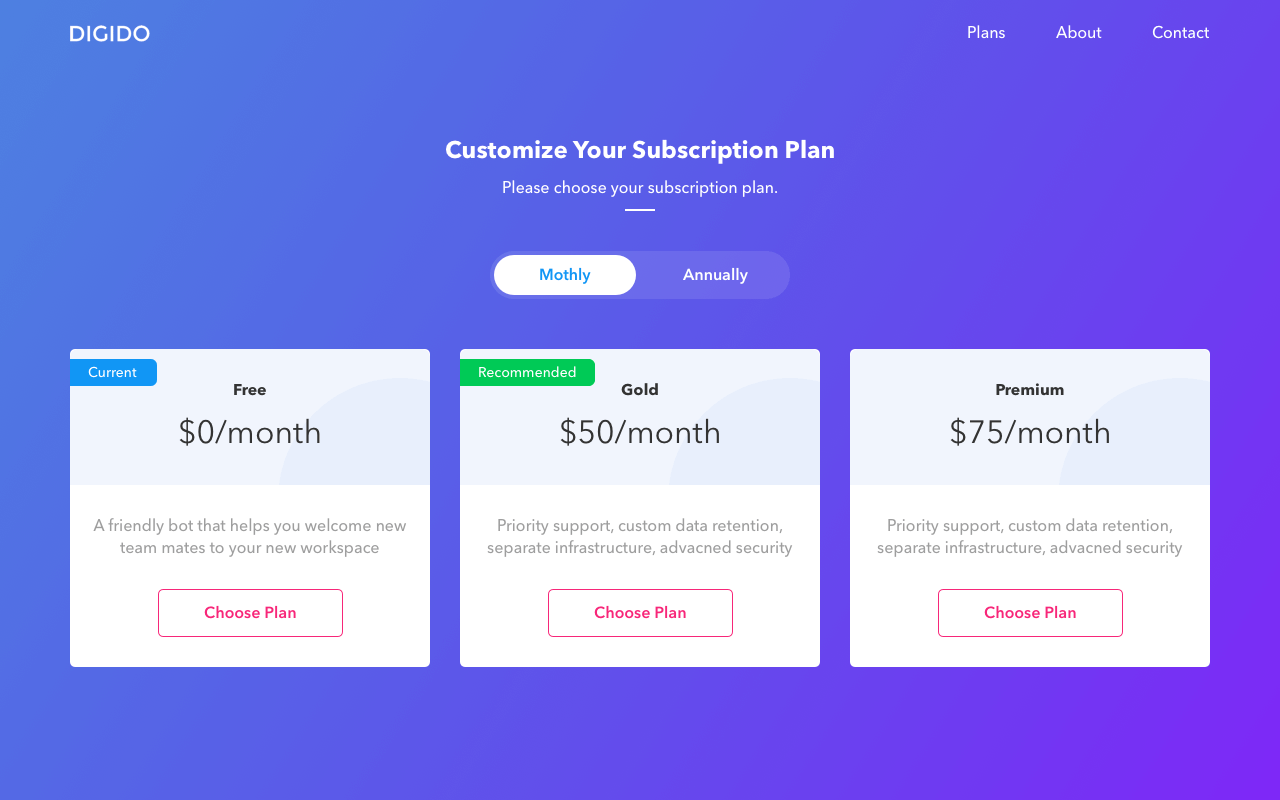 DIGIDO
Plans
About
Contact
Customize Your Subscription Plan
Please choose your subscription plan.
Mothly
Annually
Current
Free
$0/month
A friendly bot that helps you welcome new
team mates to your new workspace
Choose Plan
Recommended
Gold
$50/month
Priority support, custom data retention,
separate infrastructure, advacned security
Choose Plan
Premium
$75/month
Priority support, custom data retention,
separate infrastructure, advacned security
Choose Plan